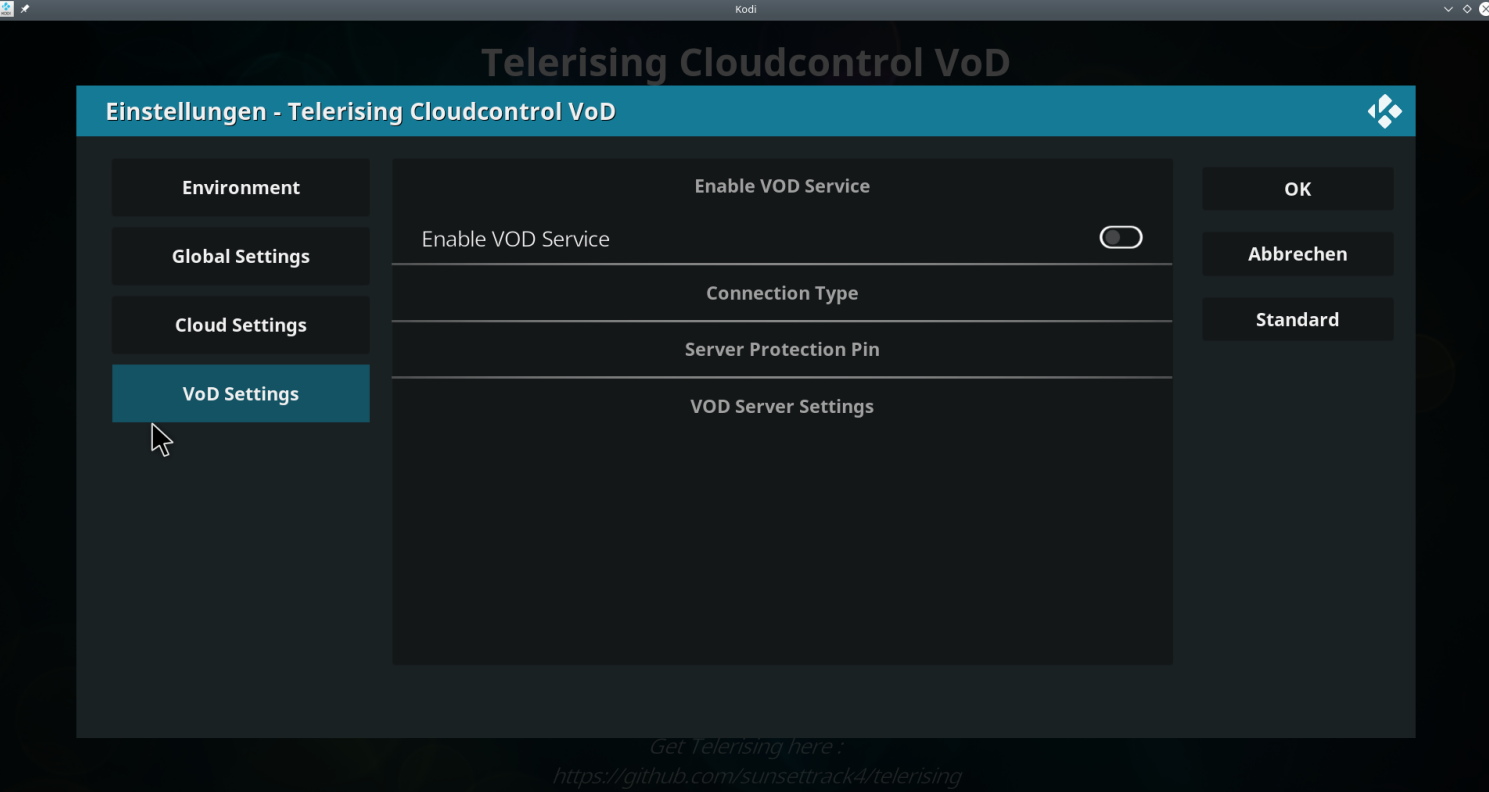 Kodi
Telerising Cloudcontrol VoD
Einstellungen - Telerising Cloudcontrol VoD
Environment
Global Settings
Cloud Settings
VoD Settings
Enable VOD Service
Enable VOD Service
Connection Type
Server Protection Pin
VOD Server Settings
OK
Abbrechen
Standard
Get Telerising here :
https://github.com/sunsettrack4/telerising